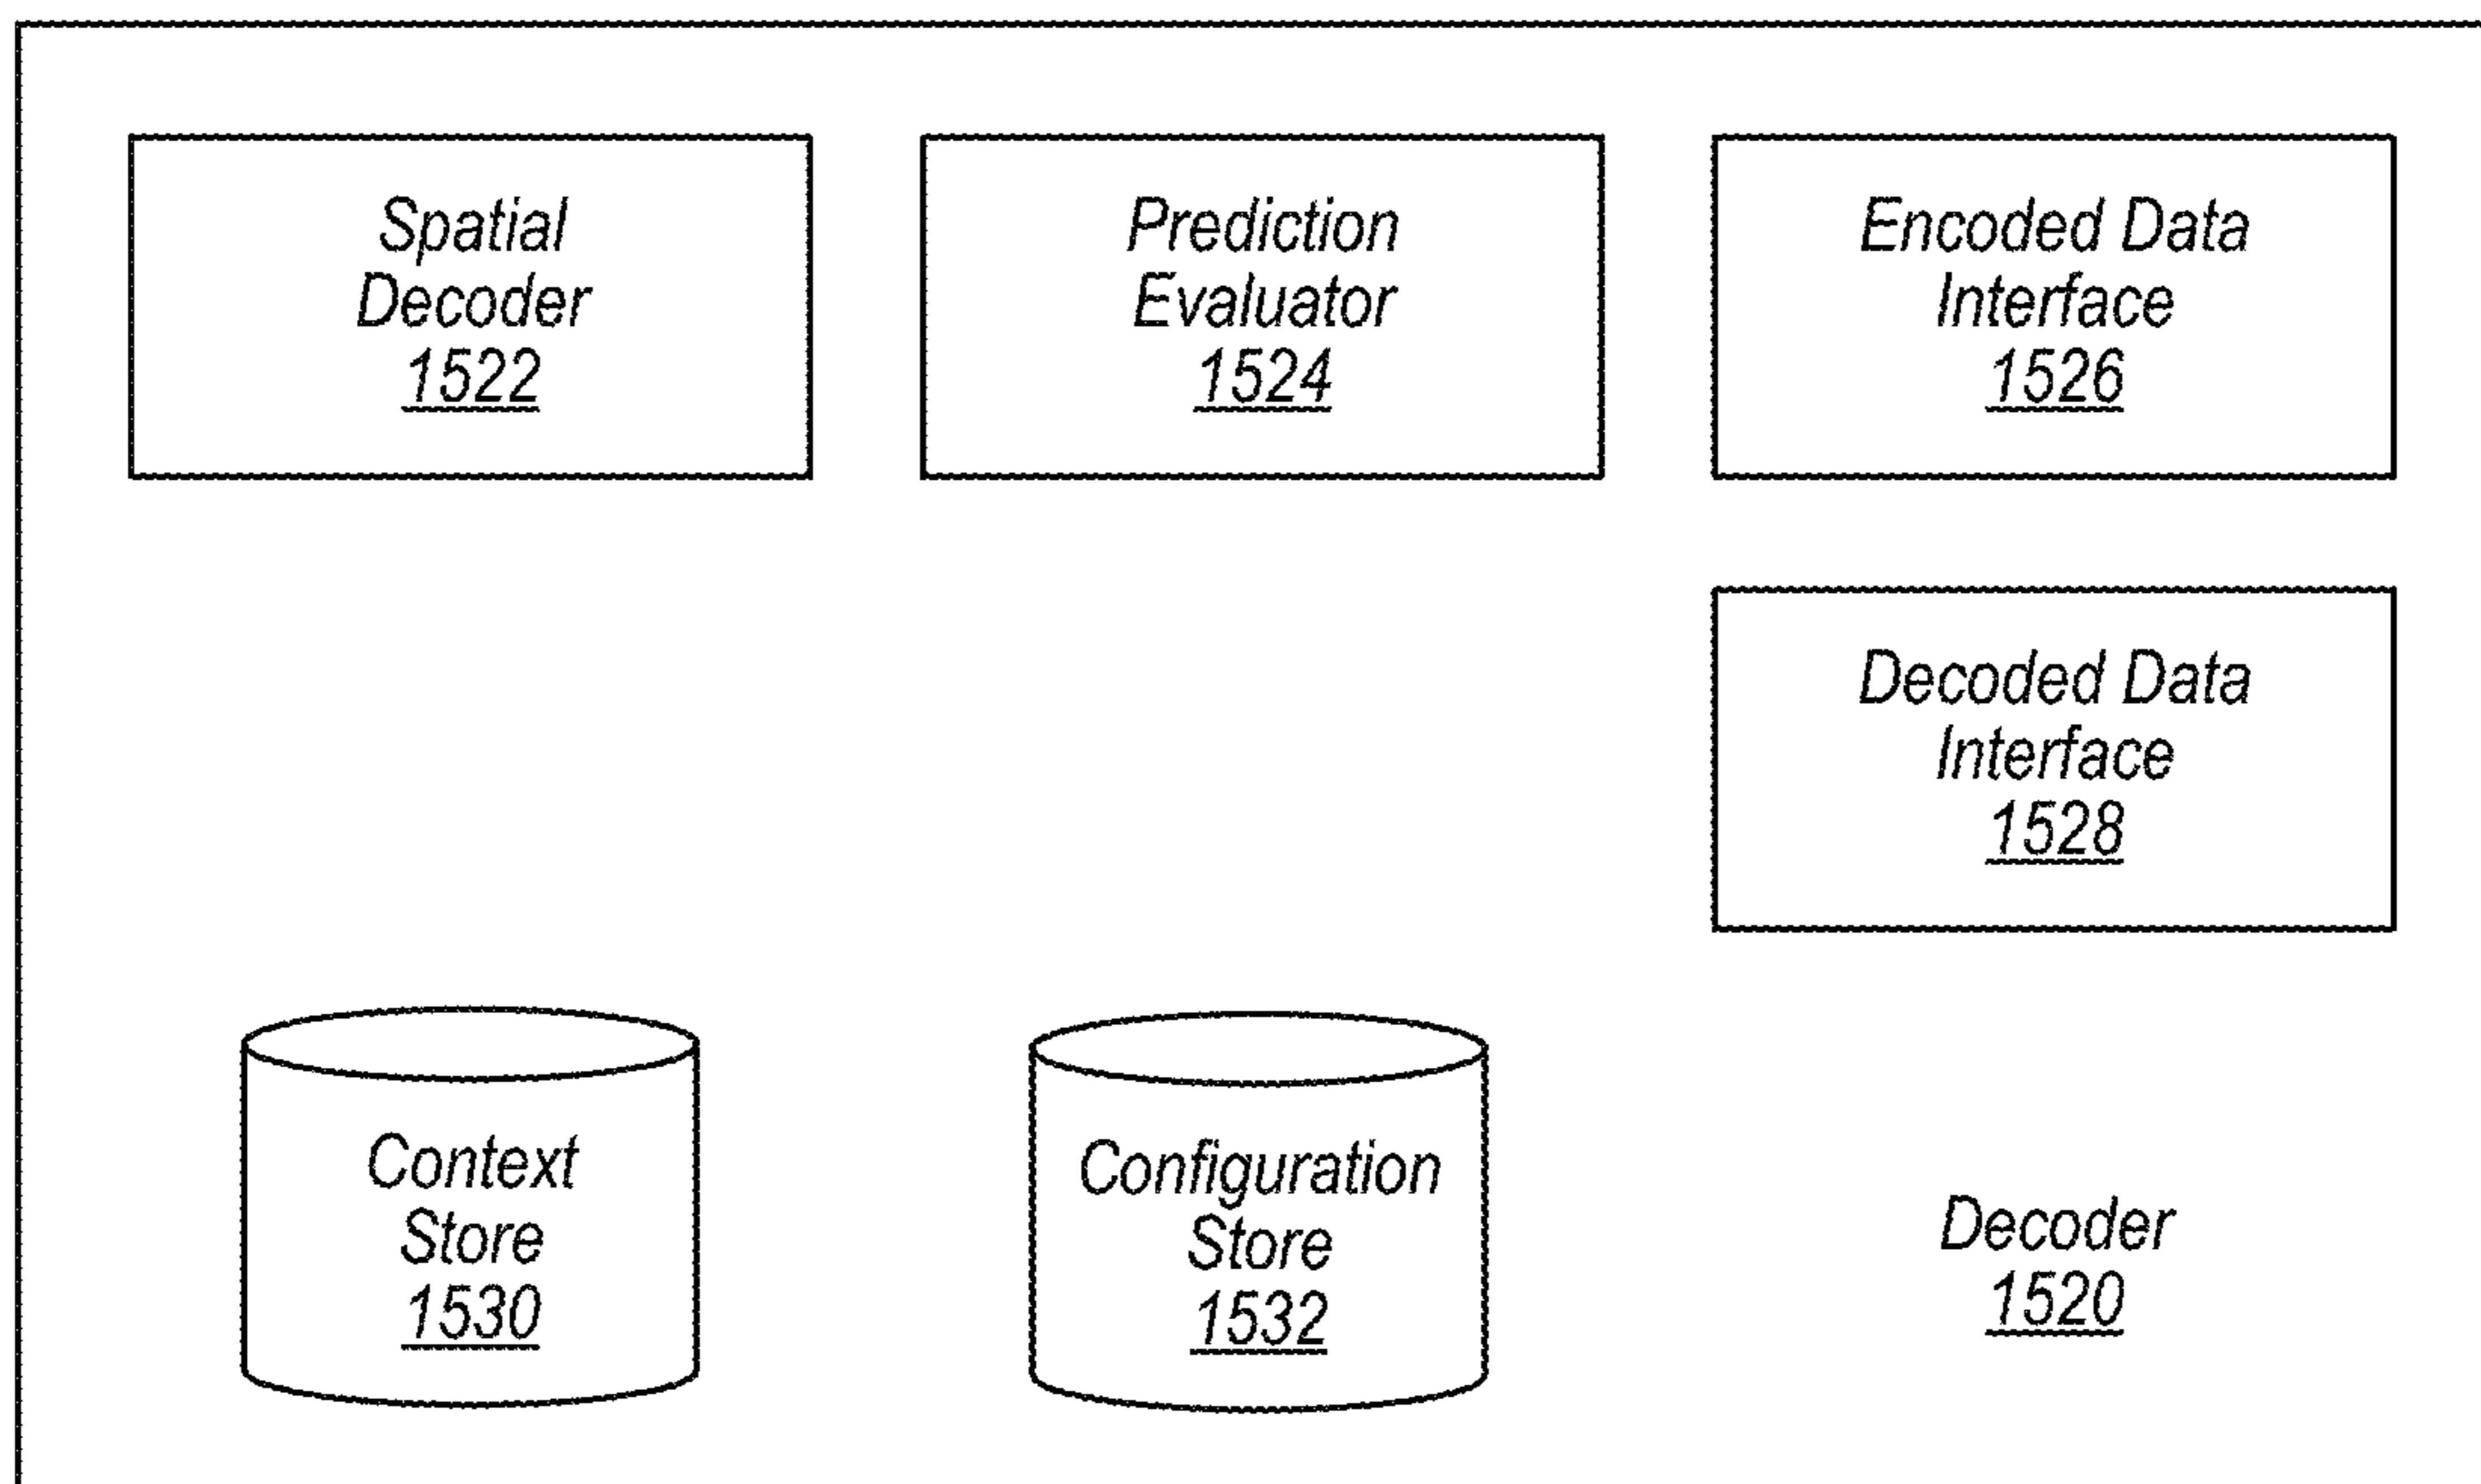 Spatial
Decoder
1522
Prediction
Evaluator
1524
Encoded Data
Interface
1526
Decoded Data
Interface
1528
Context
Store
1530
Configuration
Store
1532
Decoder
1520